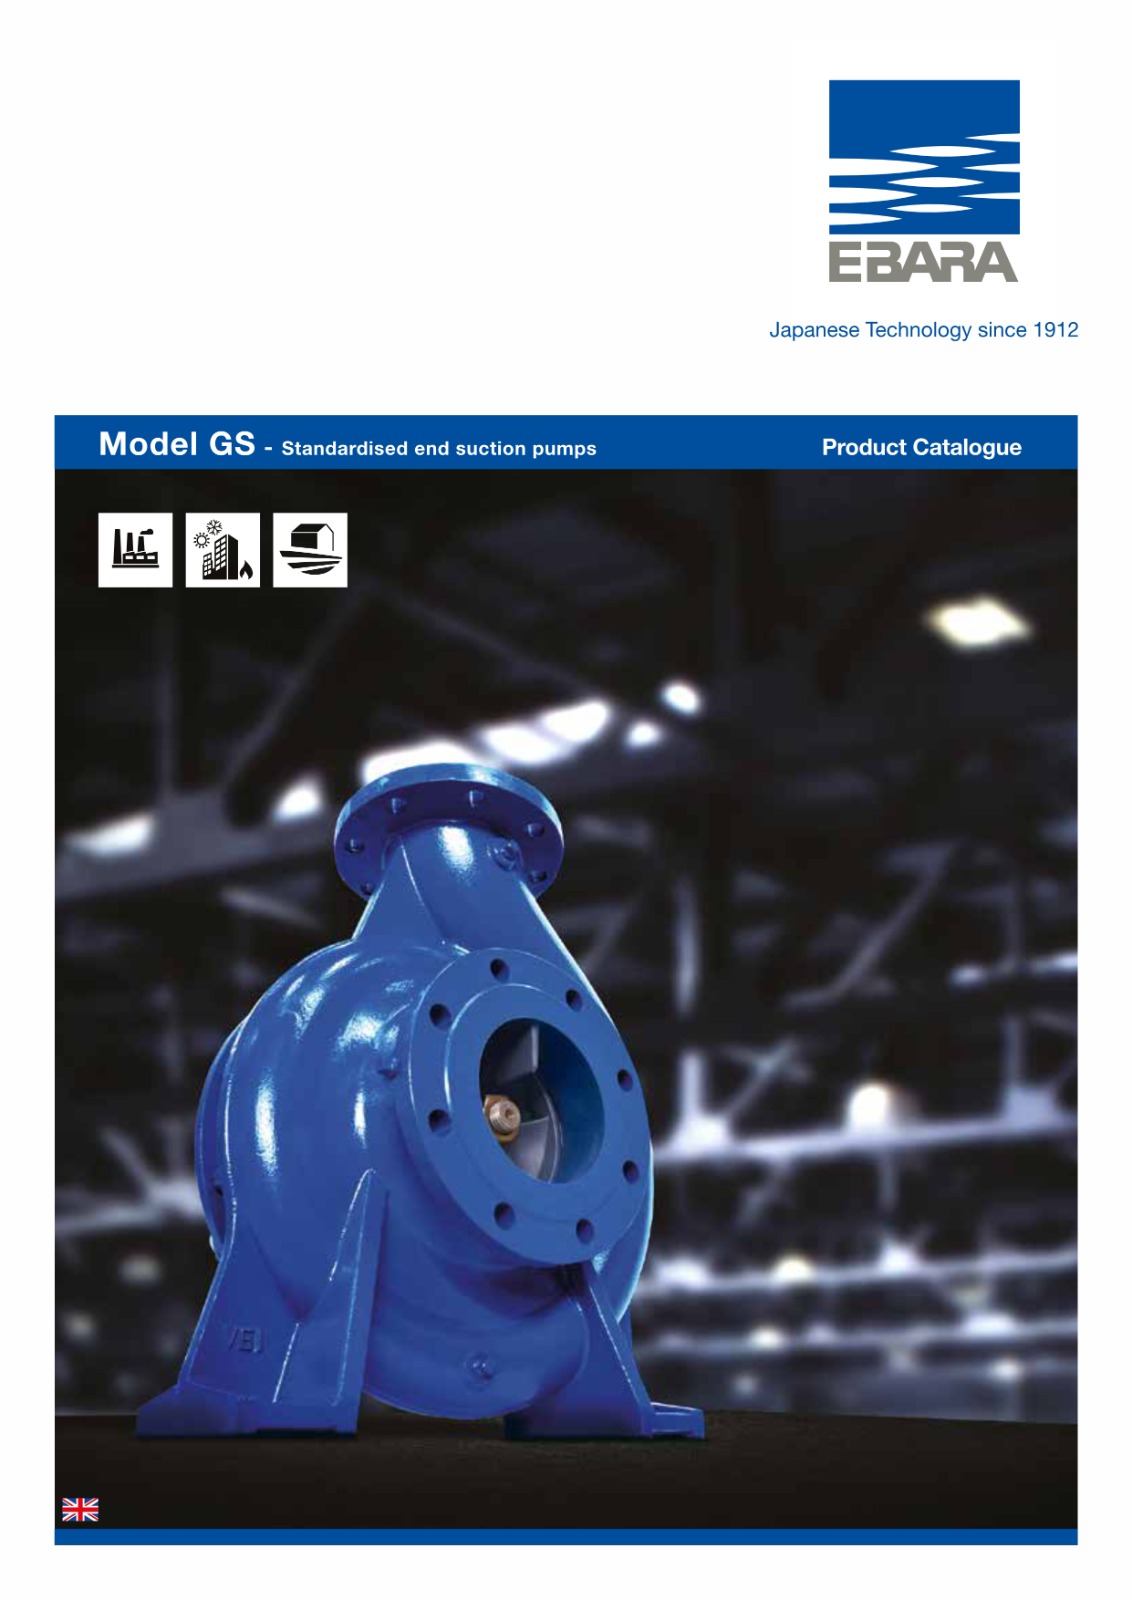 EBARA
Japanese Technology since 1912
Model GS - Standardised end suction pumps Product Catalogue